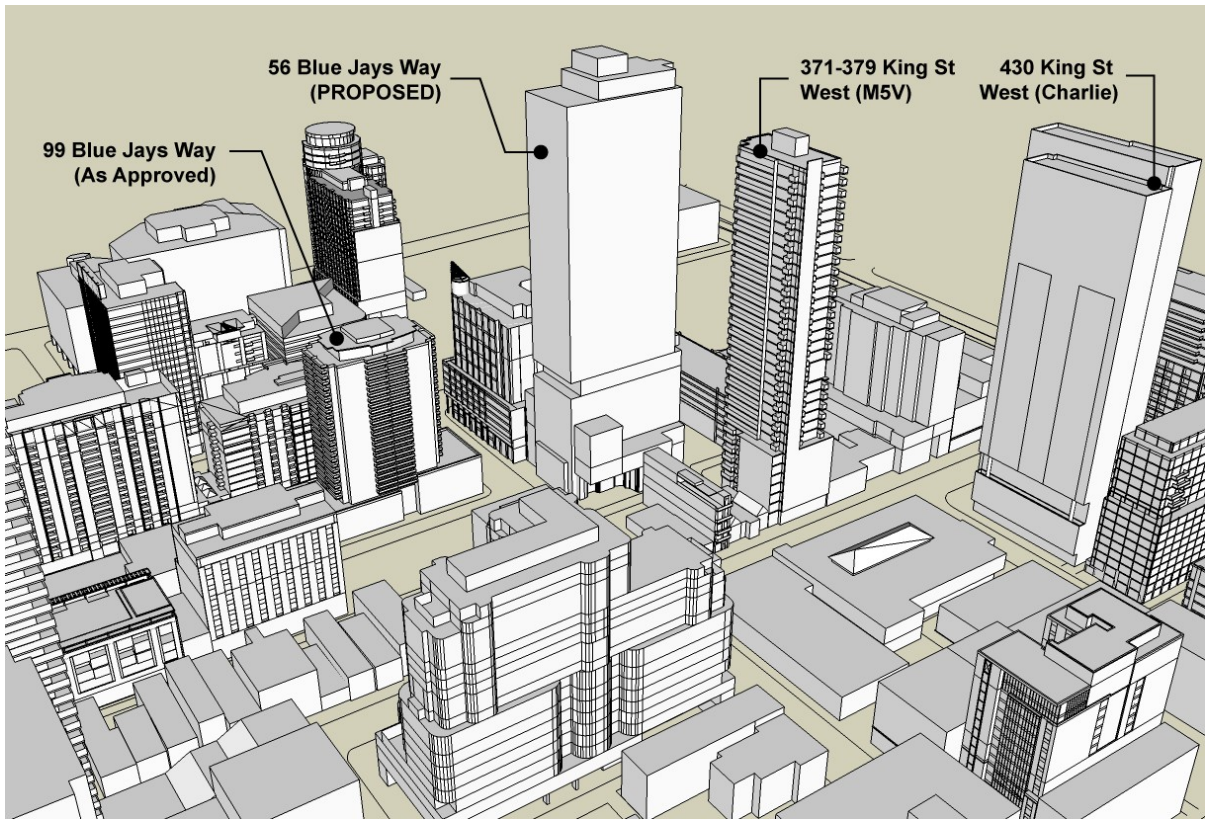 56 Blue Jays Way
(PROPOSED)
371-379 King St
West (M5V)
430 King St
West (Charlie)
99 Blue Jays Way
(As Approved)